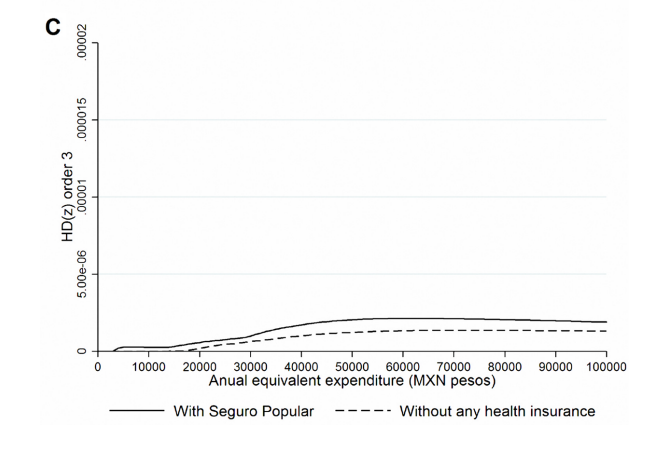 C
.00002
.000015
.00001
5.00e-06
0
HD(z) order 3
0 10000 20000 30000 40000 50000 60000 70000 80000 90000 100000
Anual equivalent expenditure (MXN pesos)
With Seguro Popular Without any health insurance